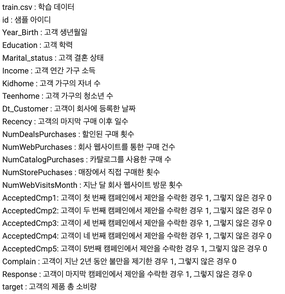 train.csv : 학습 데이터
id : 샘플 아이디
Year_Birth : 고객 생년월일
Education : 고객 학력
Marital_status : 고객 결혼 상태
Income : 고객 연간 가구 소득
Kidhome : 고객 가구의 자녀 수
Teenhome : 고객 가구의 청소년 수
Dt_Customer : 고객이 회사에 등록한 날짜
Recency : 고객의 마지막 구매 이후 일수
NumDealsPurchases : 할인된 구매 횟수
NumWebPurchases : 회사 웹사이트를 통한 구매 건수
NumCatalogPurchases : 카탈로그를 사용한 구매 수
NumStorePuchases : 매장에서 직접 구매한 횟수
NumWebVisitsMonth : 지난 달 회사 웹사이트 방문 횟수
AcceptedCmp1: 고객이 첫 번째 캠페인에서 제안을 수락한 경우 1, 그렇지 않은 경우 0
AcceptedCmp2: 고객이 두 번째 캠페인에서 제안을 수락한 경우 1, 그렇지 않은 경우 0
AcceptedCmp3: 고객이 세 번째 캠페인에서 제안을 수락한 경우 1, 그렇지 않은 경우 0
AcceptedCmp4: 고객이 네 번째 캠페인에서 제안을 수락한 경우 1, 그렇지 않은 경우 0
AcceptedCmp5: 고객이 5번째 캠페인에서 제안을 수락한 경우 1, 그렇지 않은 경우 0
Complain : 고객이 지난 2년 동안 불만을 제기한 경우 1, 그렇지 않은 경우 0
Response : 고객이 마지막 캠페인에서 제안을 수락한 경우 1, 그렇지 않은 경우 0
target : 고객의 제품 총 소비량